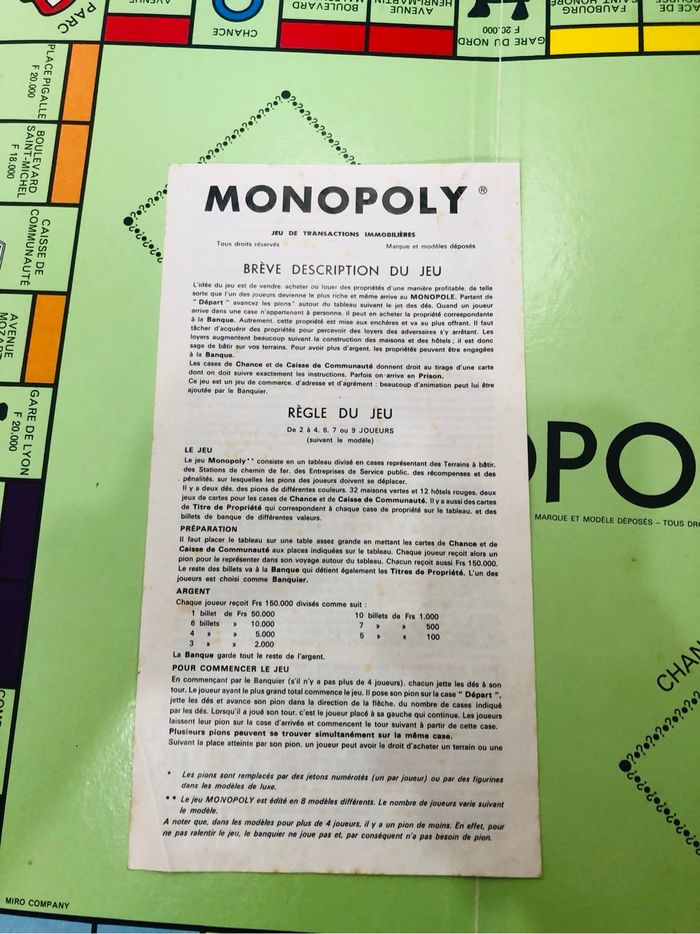 PARC
AVENUE
CHANCE
BOULEVARD
AVENUE
HENRI-MARTIN
F 20.000
GARE DU NORD
FAUBOURG
SAINT HONORÉ
PLACE PIGALLE
F 20.000
BOULEVARD
SAINT-MICHEL
F 18.000
CAISSE DE
COMMUNAUTÉ
AVENUE
MOZART
GARE DE LYON
F 20.000
MONOPOLY ®
JEU DE TRANSACTIONS IMMOBILIÈRES
Tous droits réservés Marque et modèles déposés
BRÈVE DESCRIPTION DU JEU
L'idée du jeu est de vendre, acheter ou louer des propriétés d'une manière profitable, de telle
sorte que l'un des joueurs devienne le plus riche et même arrive au MONOPOLE. Partant de
" Départ " avancez les pions* autour du tableau suivant le jet des dés. Quand un joueur
arrive dans une case n'appartenant à personne, il peut en acheter la propriété correspondante
à la Banque. Autrement, cette propriété est mise aux enchères et va au plus offrant. Il faut
tâcher d'acquérir des propriétés pour percevoir des loyers des adversaires s'y arrêtant. Les
loyers augmentent beaucoup suivant la construction des maisons et des hôtels ; il est donc
sage de bâtir sur vos terrains. Pour avoir plus d'argent, les propriétés peuvent être engagées
à la Banque.
Les cases de Chance et de Caisse de Communauté donnent droit au tirage d'une carte
dont on doit suivre exactement les instructions. Parfois on arrive en Prison.
Ce jeu est un jeu de commerce, d'adresse et d'agrément : beaucoup d'animation peut lui être
ajoutée par le Banquier.
RÈGLE DU JEU
De 2 à 4, 6, 7 ou 9 JOUEURS
(suivant le modèle)
LE JEU
Le jeu Monopoly** consiste en un tableau divisé en cases représentant des Terrains à bâtir,
des Stations de chemin de fer, des Entreprises de Service public, des récompenses et des
pénalités, sur lesquelles les pions des joueurs doivent se déplacer.
Il y a deux dés, des pions de différentes couleurs, 32 maisons vertes et 12 hôtels rouges, deux
jeux de cartes pour les cases de Chance et de Caisse de Communauté. Il y a aussi des cartes
de Titre de Propriété qui correspondent à chaque case de propriété sur le tableau, et des
billets de banque de différentes valeurs.
PRÉPARATION
Il faut placer le tableau sur une table assez grande en mettant les cartes de Chance et de
Caisse de Communauté aux places indiquées sur le tableau. Chaque joueur reçoit alors un
pion pour le représenter dans son voyage autour du tableau. Chacun reçoit aussi Frs 150.000.
Le reste des billets va à la Banque qui détient également les Titres de Propriété. L'un des
joueurs est choisi comme Banquier.
ARGENT
Chaque joueur reçoit Frs 150.000 divisés comme suit :
1 billet de Frs 50.000 10 billets de Frs 1.000
6 billets » 10.000 7 » » 500
4 » » 5.000 5 » « 100
3 » » 2.000
La Banque garde tout le reste de l'argent.
POUR COMMENCER LE JEU
En commençant par le Banquier (s'il n'y a pas plus de 4 joueurs), chacun jette les dés à son
tour. Le joueur ayant le plus grand total commence le jeu. Il pose son pion sur la case " Départ ",
jette les dés et avance son pion dans la direction de la flèche, du nombre de cases indiqué
par les dés. Lorsqu'il a joué son tour, c'est le joueur placé à sa gauche qui continue. Les joueurs
laissent leur pion sur la case d'arrivée et commencent le tour suivant à partir de cette case.
Plusieurs pions peuvent se trouver simultanément sur la même case.
Suivant la place atteinte par son pion, un joueur peut avoir le droit d'acheter un terrain ou une
* Les pions sont remplacés par des jetons numérotés (un par joueur) ou par des figurines
dans les modèles de luxe.
** Le jeu MONOPOLY est édité en 8 modèles différents. Le nombre de joueurs varie suivant
le modèle.
A noter que, dans les modèles pour plus de 4 joueurs, il y a un pion de moins. En effet, pour
ne pas ralentir le jeu, le banquier ne joue pas et, par conséquent n'a pas besoin de pion.
OPO
MARQUE ET MODÈLE DÉPOSÉS – TOUS DRO
CHAN
MIRO COMPANY